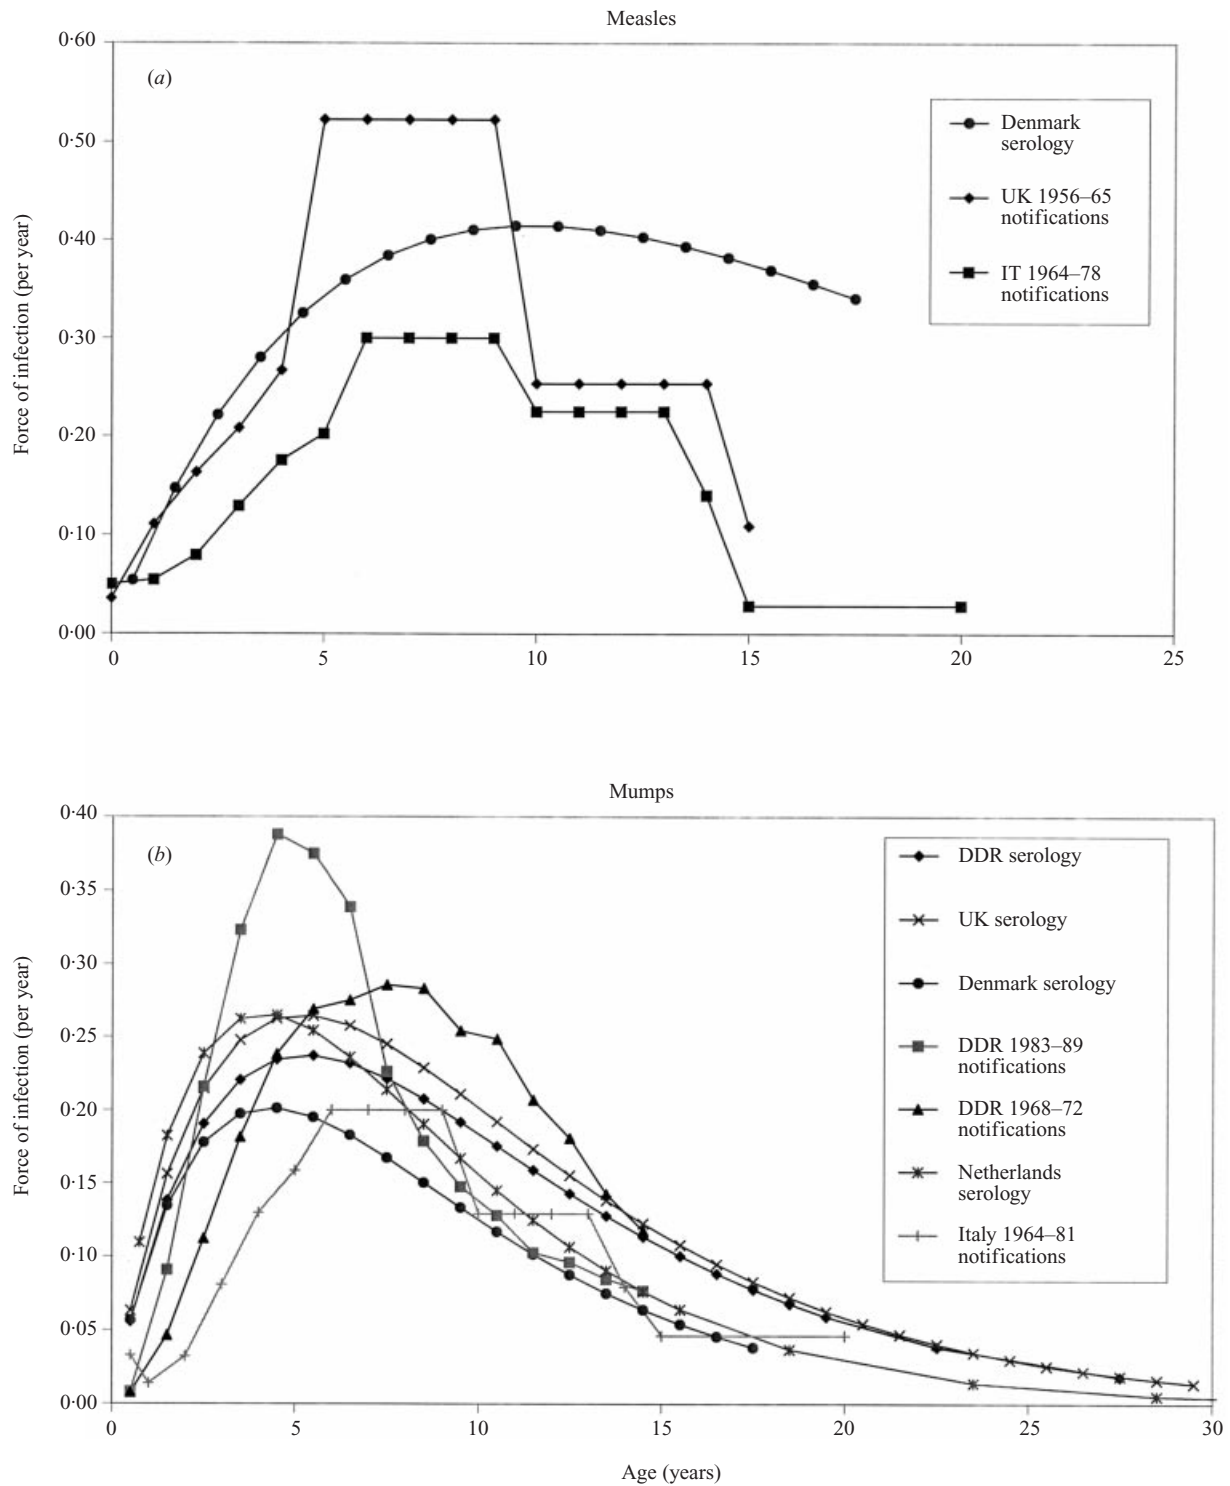 Measles
(a)
0·60
0·50
0·40
0·30
0·20
0·10
0·00
Force of infection (per year)
0
5
10
15
20
25
Denmark
serology
UK 1956–65
notifications
IT 1964–78
notifications
Mumps
(b)
0·40
0·35
0·30
0·25
0·20
0·15
0·10
0·05
0·00
Force of infection (per year)
0
5
10
15
20
25
30
Age (years)
DDR serology
UK serology
Denmark serology
DDR 1983–89
notifications
DDR 1968–72
notifications
Netherlands
serology
Italy 1964–81
notifications